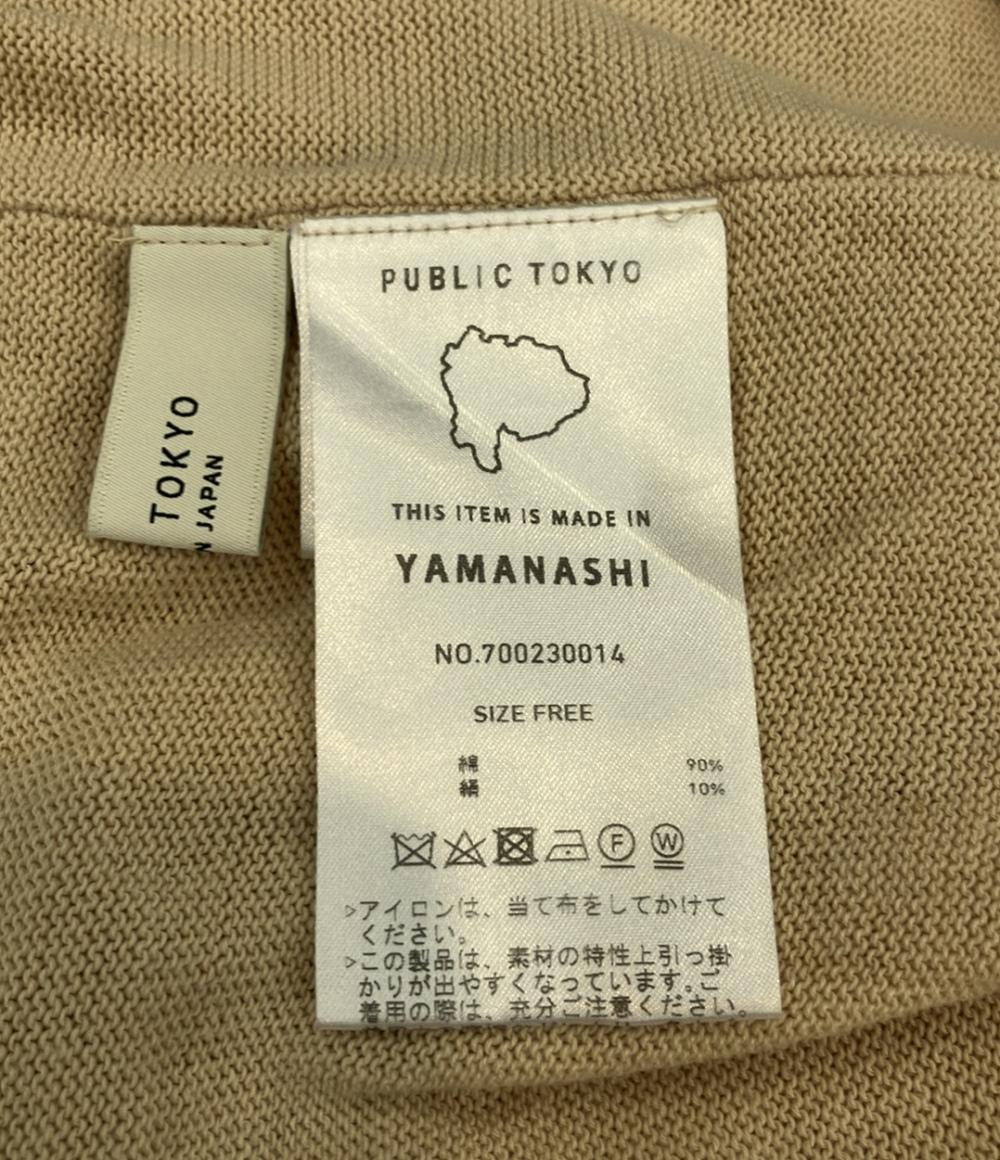 TOKYO
N JAPAN
PUBLIC TOKYO
THIS ITEM IS MADE IN
YAMANASHI
NO.700230014
SIZE FREE
綿 90%
絹 10%
F W
▷アイロンは、当て布をしてかけて
ください。
▷この製品は、素材の特性上引っ掛
かりが出やすくなっています。ご
着用の際は、充分ご注意ください。